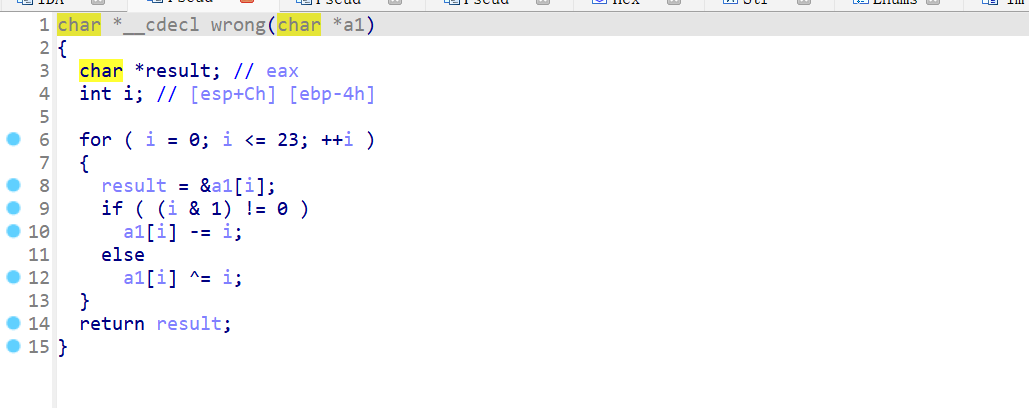 1 char *__cdecl wrong(char *a1)
2 {
3   char *result; // eax
4   int i; // [esp+Ch] [ebp-4h]
5
6   for ( i = 0; i <= 23; ++i )
7   {
8     result = &a1[i];
9     if ( (i & 1) != 0 )
10       a1[i] -= i;
11     else
12       a1[i] ^= i;
13   }
14   return result;
15 }